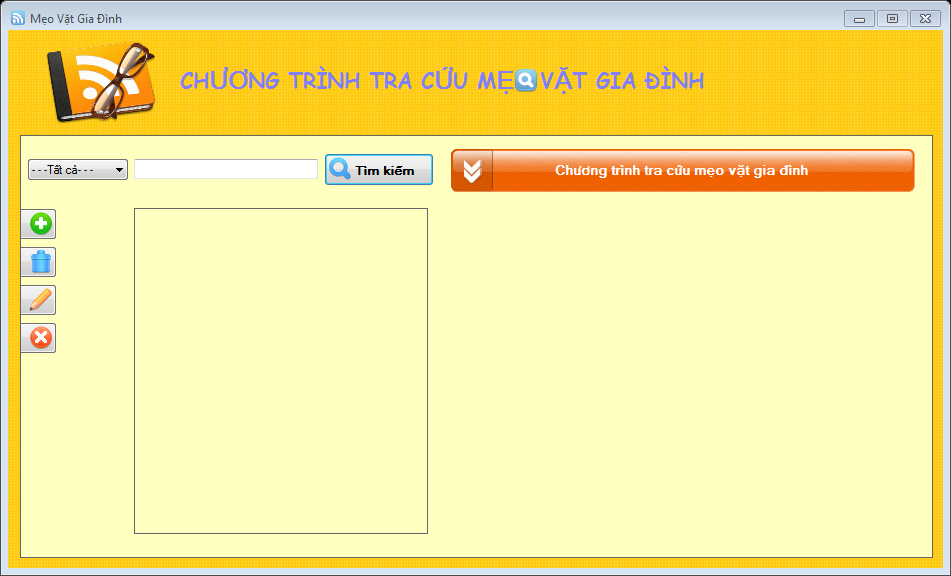 Mẹo Vặt Gia Đình
CHƯƠNG TRÌNH TRA CỨU MẸO VẶT GIA ĐÌNH
---Tất cả---
Tìm kiếm
Chương trình tra cứu mẹo vặt gia đình